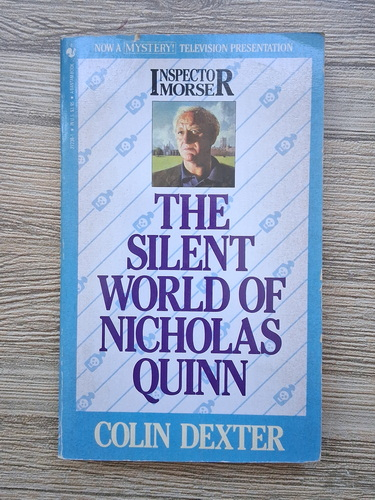 NOW A MYSTERY! TELEVISION PRESENTATION
INSPECTOR
MORSE
THE
SILENT
WORLD OF
NICHOLAS
QUINN
COLIN DEXTER